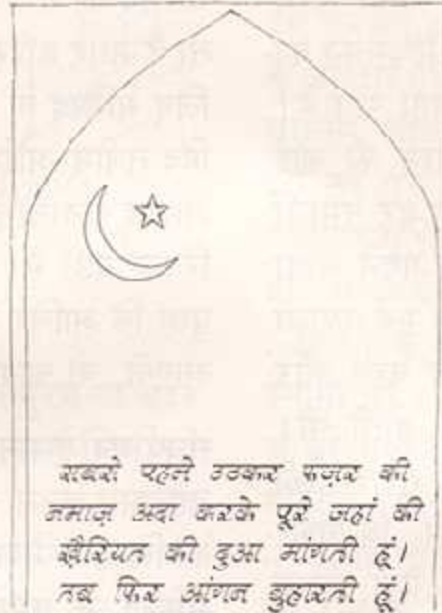 सबसे पहले उठकर फज़र की
नमाज़ अदा करके पूरे जहां की
ख़ैरियत की दुआ मांगती हूं।
तब फिर आंगन बुहारती हूं।